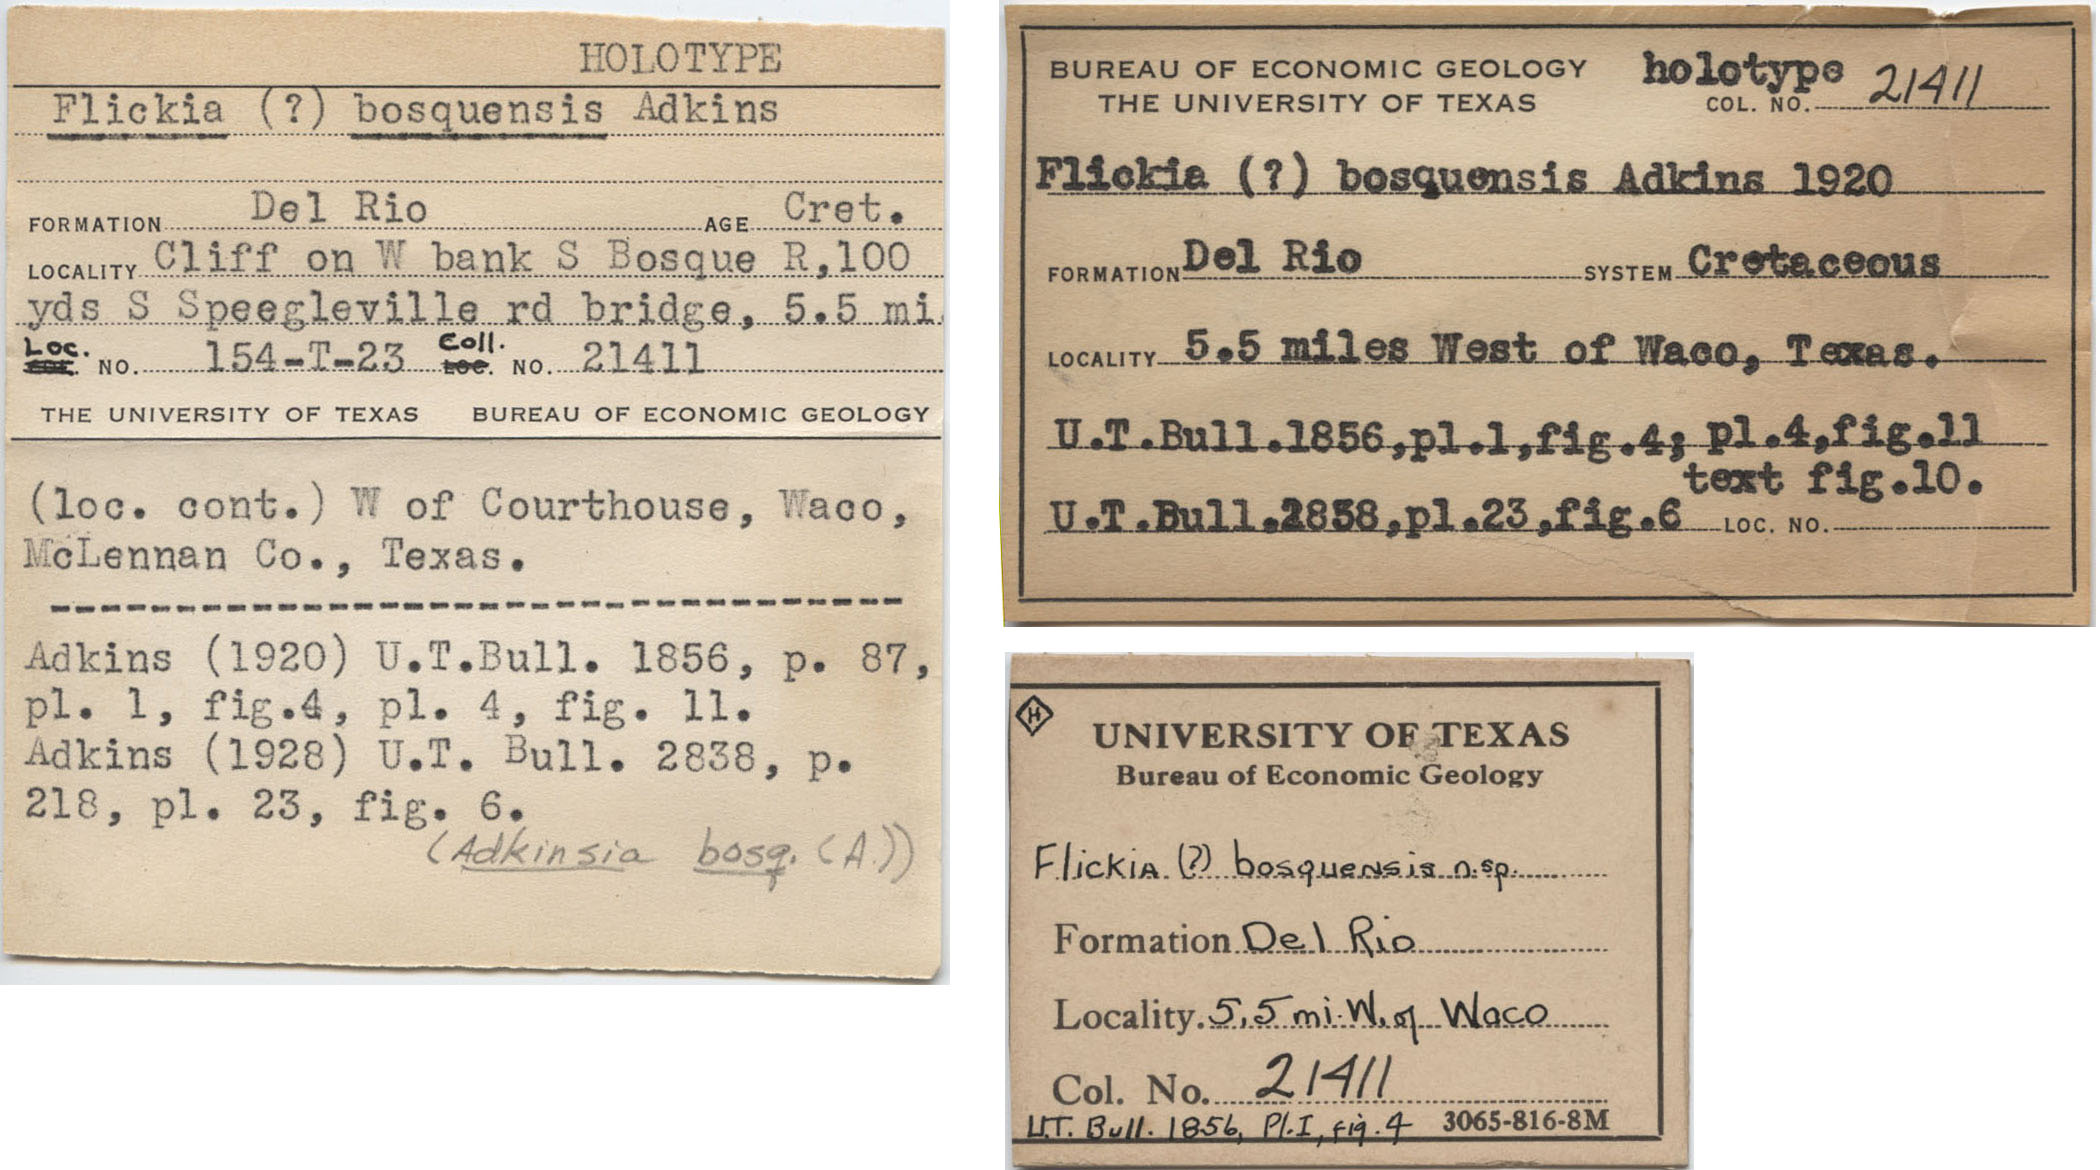 HOLOTYPE
Flickia (?) bosquensis Adkins
FORMATION Del Rio AGE Cret.
LOCALITY Cliff on W bank S Bosque R,100
yds S Speegleville rd bridge, 5.5 mi
Loc. NO. 154-T-23 Coll. NO. 21411
THE UNIVERSITY OF TEXAS BUREAU OF ECONOMIC GEOLOGY
(loc. cont.) W of Courthouse, Waco,
McLennan Co., Texas.
Adkins (1920) U.T.Bull. 1856, p. 87,
pl. 1, fig.4, pl. 4, fig. 11.
Adkins (1928) U.T. Bull. 2838, p.
218, pl. 23, fig. 6.
(Adkinsia bosq. (A.))
BUREAU OF ECONOMIC GEOLOGY holotype
THE UNIVERSITY OF TEXAS COL. NO. 21411
Flickia (?) bosquensis Adkins 1920
FORMATION Del Rio SYSTEM Cretaceous
LOCALITY 5.5 miles West of Waco, Texas.
U.T.Bull.1856,pl.1,fig.4; pl.4,fig.11
text fig.10.
U.T.Bull.2838,pl.23,fig.6 LOC. NO.
H
UNIVERSITY OF TEXAS
Bureau of Economic Geology
Flickia (?) bosquensis n.sp.
Formation Del Rio
Locality. 5.5 mi. W. of Waco
Col. No. 21411
U.T. Bull. 1856, Pl.I, fig. 4 3065-816-8M